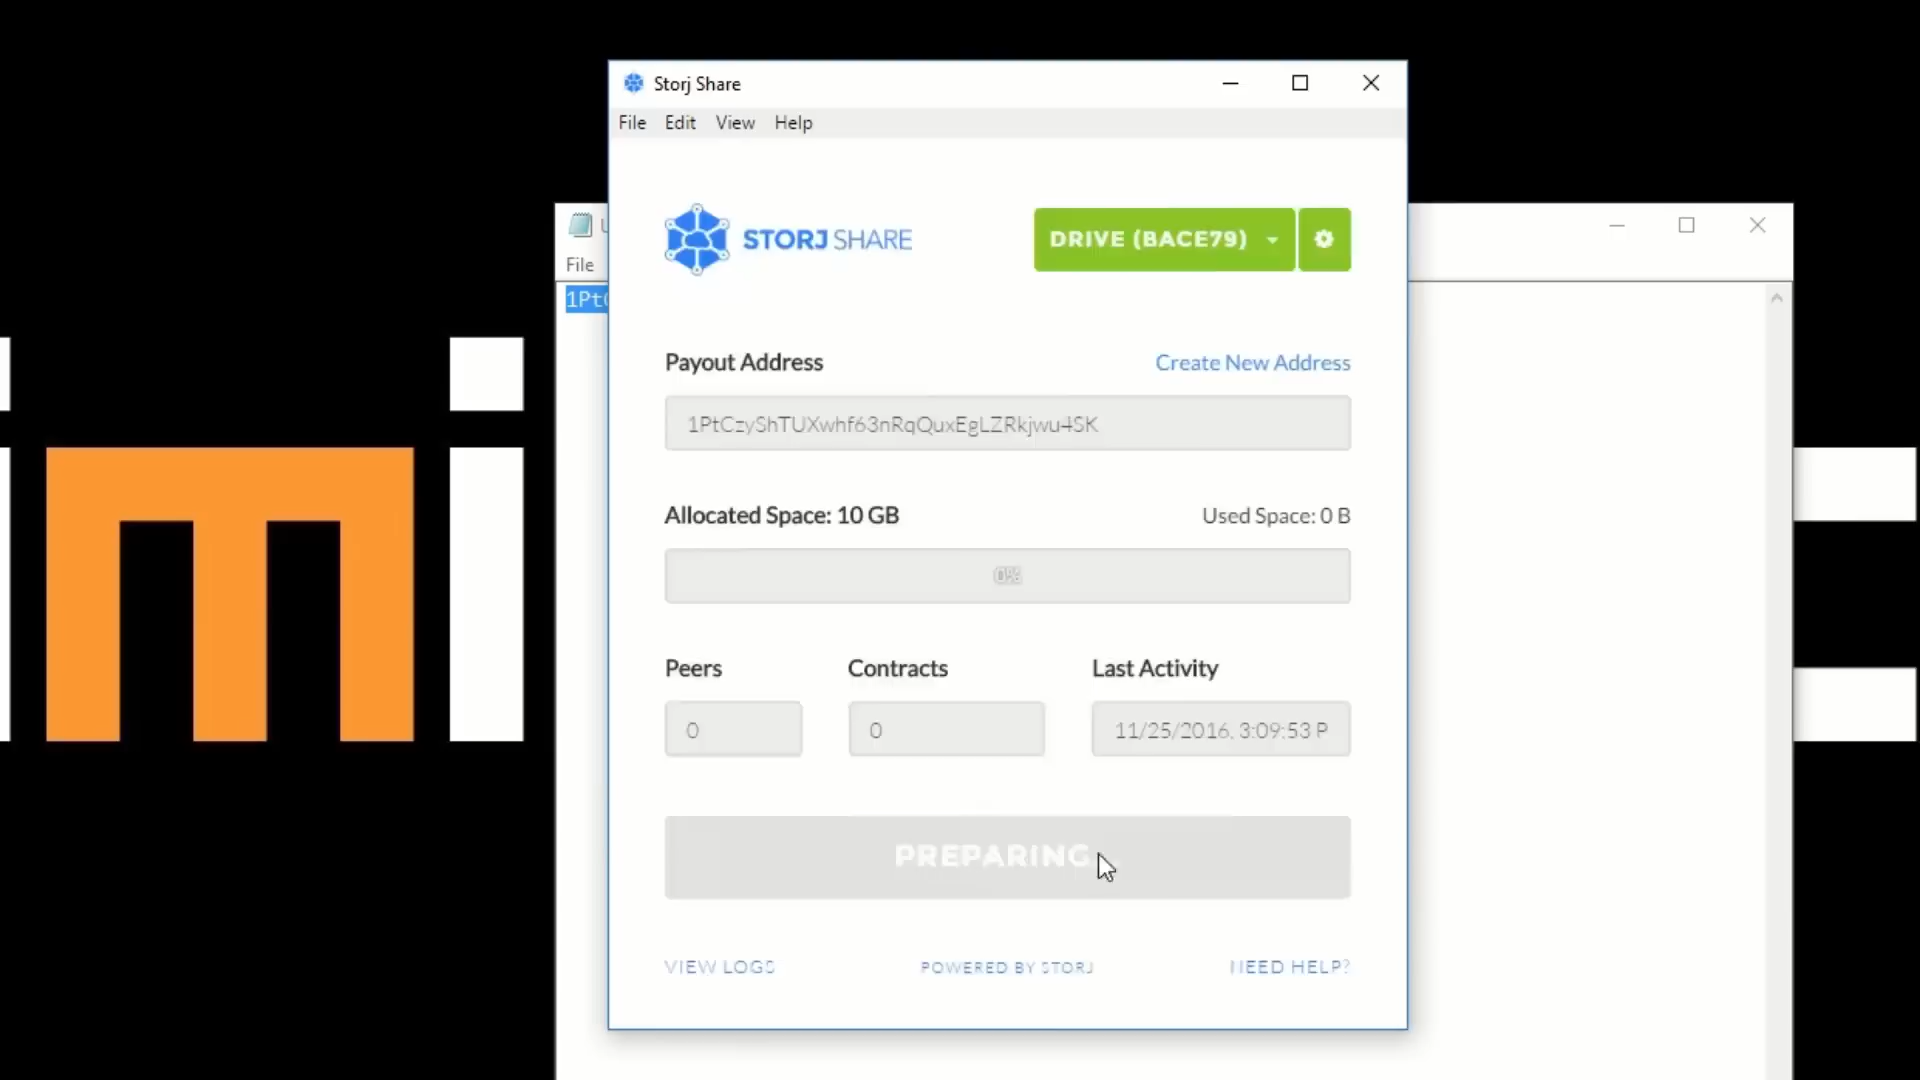 Storj Share
File Edit View Help
File
1Pt
STORJ SHARE
DRIVE (BACE79)
Payout Address
Create New Address
1PtCzyShTUXwhf63nRqQuxEgLZRkjwu4SK
Allocated Space: 10 GB
Used Space: 0 B
0%
Peers
Contracts
Last Activity
0
0
11/25/2016, 3:09:53 P
PREPARING
VIEW LOGS
POWERED BY STORJ
NEED HELP?